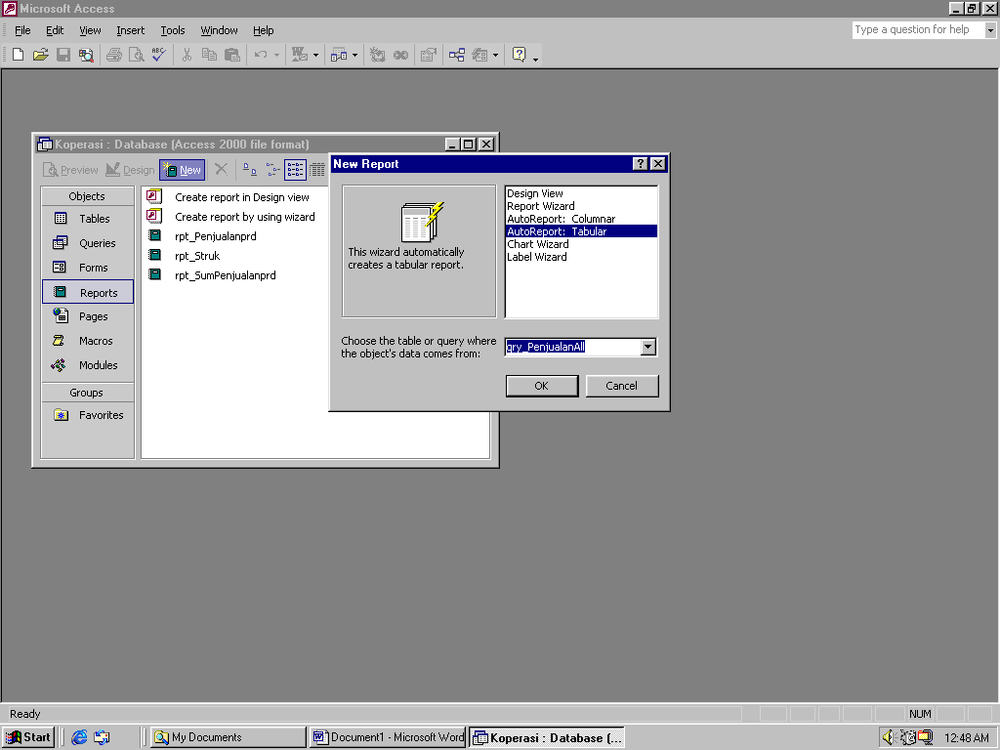 Microsoft Access
File Edit View Insert Tools Window Help
Type a question for help
Koperasi : Database (Access 2000 file format)
Preview Design New
Objects
Tables
Queries
Forms
Reports
Pages
Macros
Modules
Groups
Favorites
Create report in Design view
Create report by using wizard
rpt_Penjualanprd
rpt_Struk
rpt_SumPenjualanprd
New Report
This wizard automatically
creates a tabular report.
Design View
Report Wizard
AutoReport: Columnar
AutoReport: Tabular
Chart Wizard
Label Wizard
Choose the table or query where
the object's data comes from:
qry_PenjualanAll
OK Cancel
Ready NUM
Start My Documents Document1 - Microsoft Word Koperasi : Database (... 12:48 AM